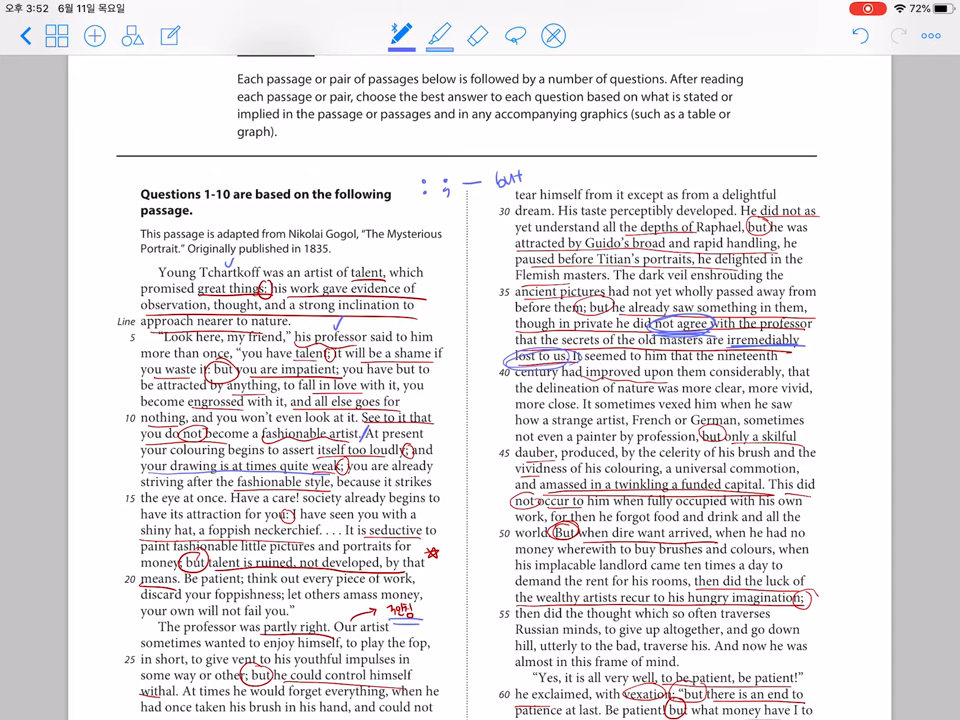 오후 3:52 6월 11일 목요일
72%
Each passage or pair of passages below is followed by a number of questions. After reading
each passage or pair, choose the best answer to each question based on what is stated or
implied in the passage or passages and in any accompanying graphics (such as a table or
graph).
: ; — but
Questions 1-10 are based on the following
passage.
This passage is adapted from Nikolai Gogol, “The Mysterious
Portrait.” Originally published in 1835.
Young Tchartkoff was an artist of talent, which
promised great things: his work gave evidence of
observation, thought, and a strong inclination to
Line approach nearer to nature.
5 “Look here, my friend,” his professor said to him
more than once, “you have talent; it will be a shame if
you waste it: but you are impatient; you have but to
be attracted by anything, to fall in love with it, you
become engrossed with it, and all else goes for
10 nothing, and you won’t even look at it. See to it that
you do not become a fashionable artist. At present
your colouring begins to assert itself too loudly; and
your drawing is at times quite weak; you are already
striving after the fashionable style, because it strikes
15 the eye at once. Have a care! society already begins to
have its attraction for you: I have seen you with a
shiny hat, a foppish neckerchief. . . . It is seductive to
paint fashionable little pictures and portraits for
money; but talent is ruined, not developed, by that
20 means. Be patient; think out every piece of work,
discard your foppishness; let others amass money,
your own will not fail you.”
The professor was partly right. Our artist
sometimes wanted to enjoy himself, to play the fop,
25 in short, to give vent to his youthful impulses in
some way or other; but he could control himself
withal. At times he would forget everything, when he
had once taken his brush in his hand, and could not
tear himself from it except as from a delightful
30 dream. His taste perceptibly developed. He did not as
yet understand all the depths of Raphael, but he was
attracted by Guido’s broad and rapid handling, he
paused before Titian’s portraits, he delighted in the
Flemish masters. The dark veil enshrouding the
35 ancient pictures had not yet wholly passed away from
before them; but he already saw something in them,
though in private he did not agree with the professor
that the secrets of the old masters are irremediably
lost to us. It seemed to him that the nineteenth
40 century had improved upon them considerably, that
the delineation of nature was more clear, more vivid,
more close. It sometimes vexed him when he saw
how a strange artist, French or German, sometimes
not even a painter by profession, but only a skilful
45 dauber, produced, by the celerity of his brush and the
vividness of his colouring, a universal commotion,
and amassed in a twinkling a funded capital. This did
not occur to him when fully occupied with his own
work, for then he forgot food and drink and all the
50 world. But when dire want arrived, when he had no
money wherewith to buy brushes and colours, when
his implacable landlord came ten times a day to
demand the rent for his rooms, then did the luck of
the wealthy artists recur to his hungry imagination;
55 then did the thought which so often traverses
Russian minds, to give up altogether, and go down
hill, utterly to the bad, traverse his. And now he was
almost in this frame of mind.
“Yes, it is all very well, to be patient, be patient!”
60 he exclaimed, with vexation; “but there is an end to
patience at last. Be patient! but what money have I to